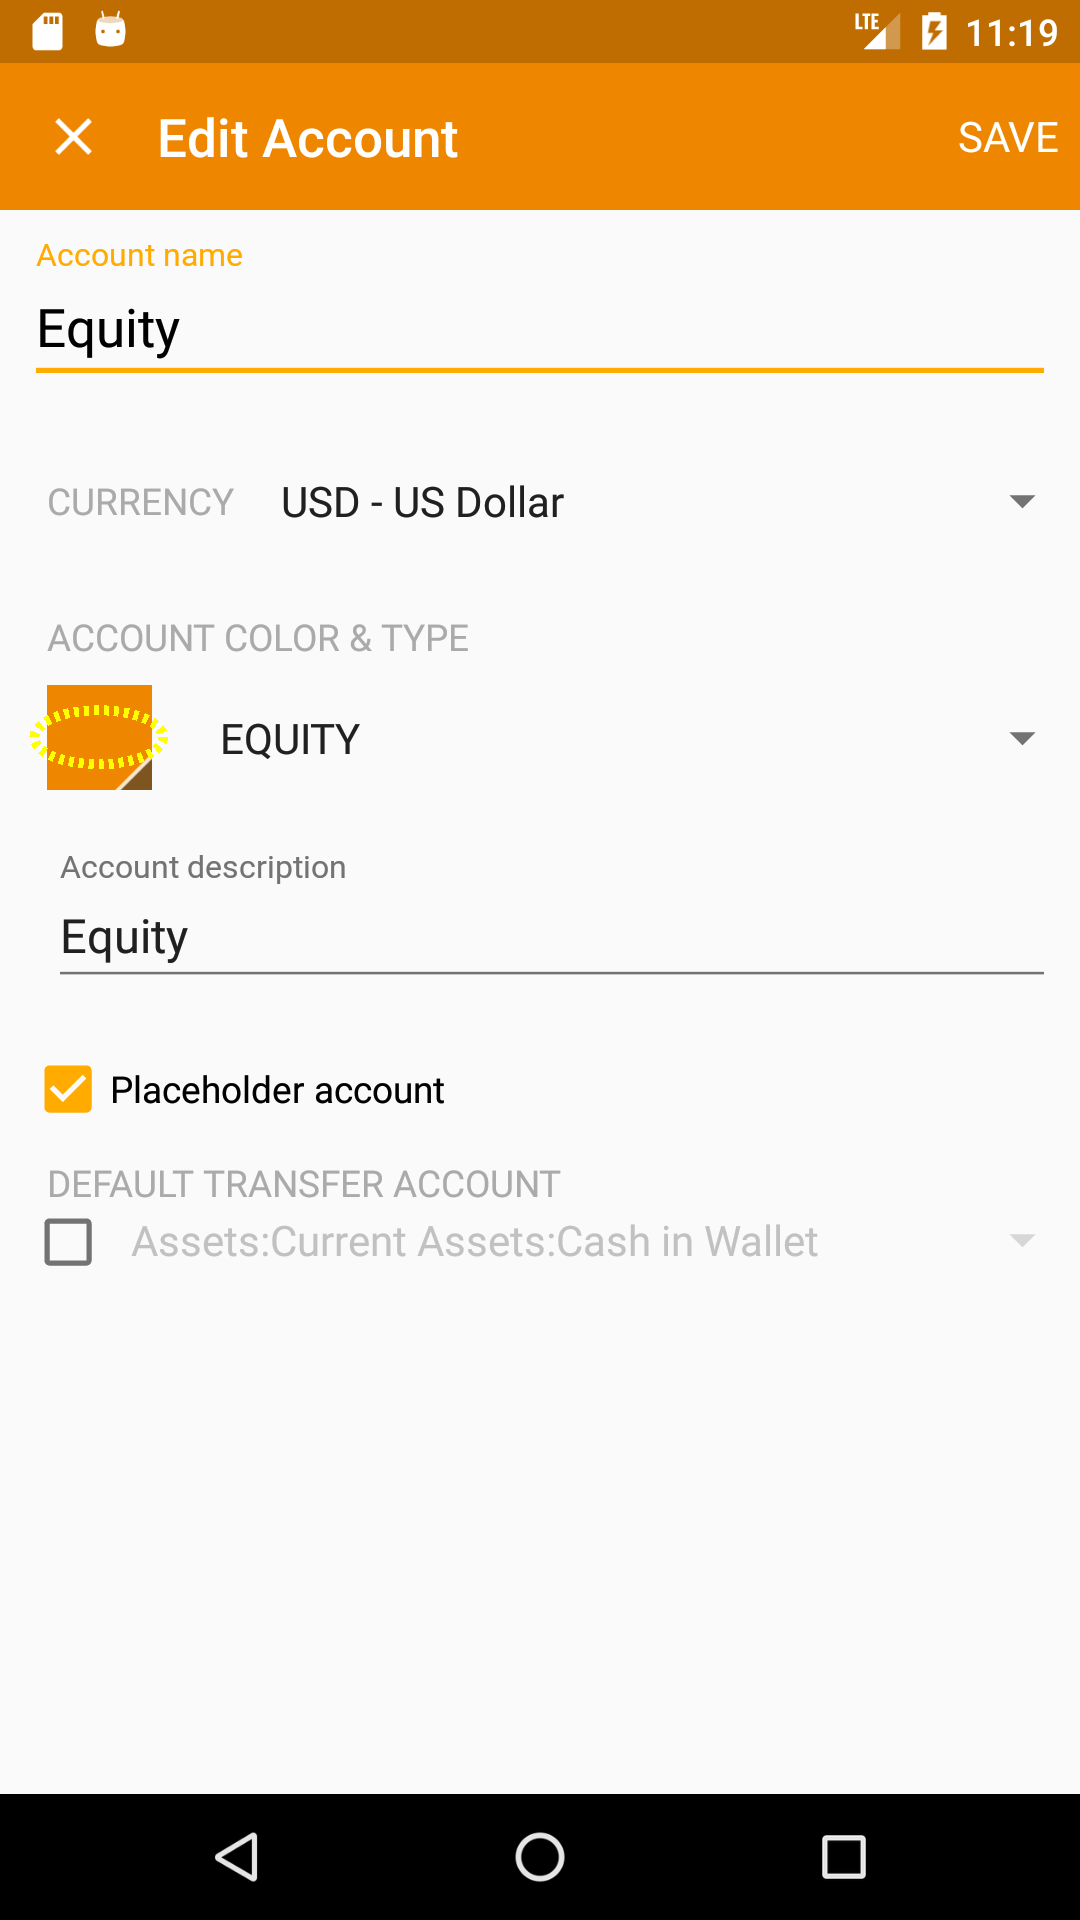 LTE 11:19
Edit Account SAVE
Account name
Equity
CURRENCY USD - US Dollar
ACCOUNT COLOR & TYPE
EQUITY
Account description
Equity
Placeholder account
DEFAULT TRANSFER ACCOUNT
Assets:Current Assets:Cash in Wallet